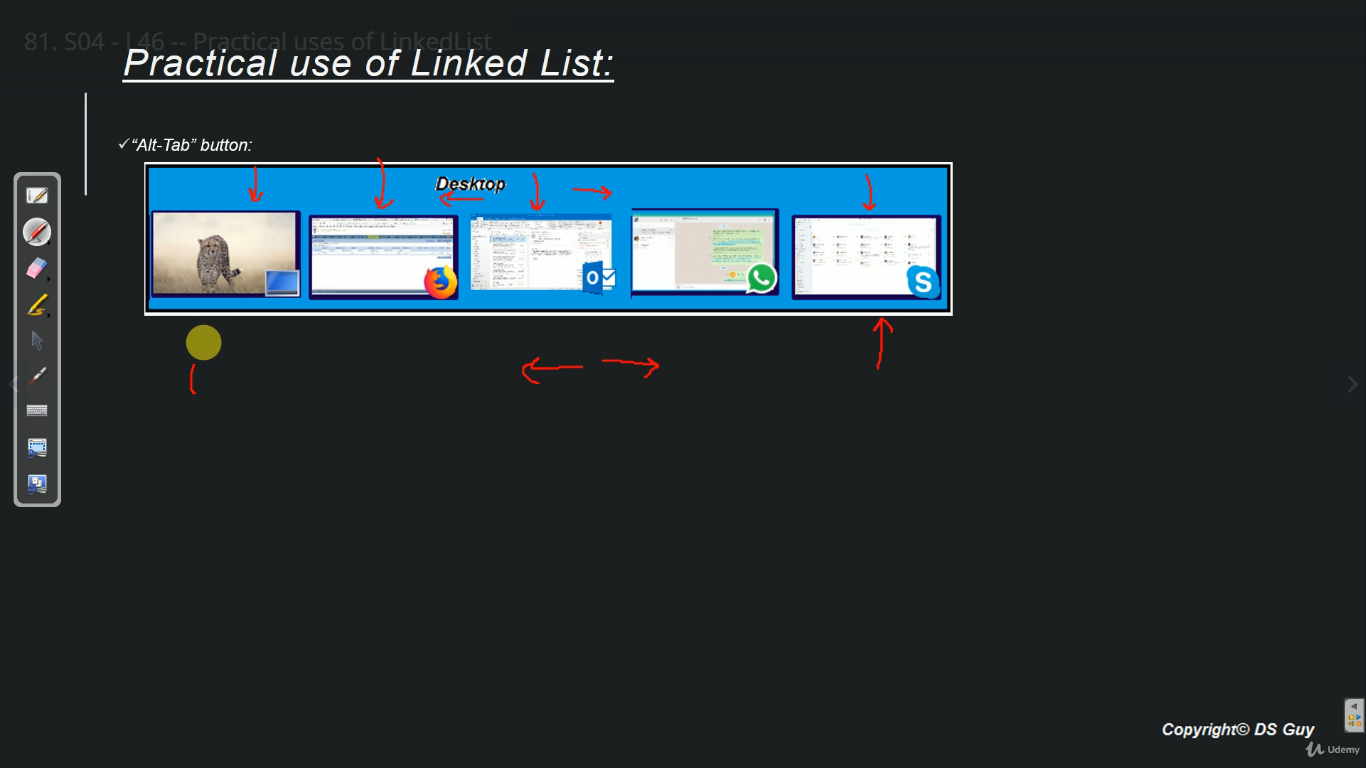 81. S04 - L46 -- Practical uses of LinkedList
Practical use of Linked List:
✓“Alt-Tab” button:
Desktop
Copyright© DS Guy
Udemy